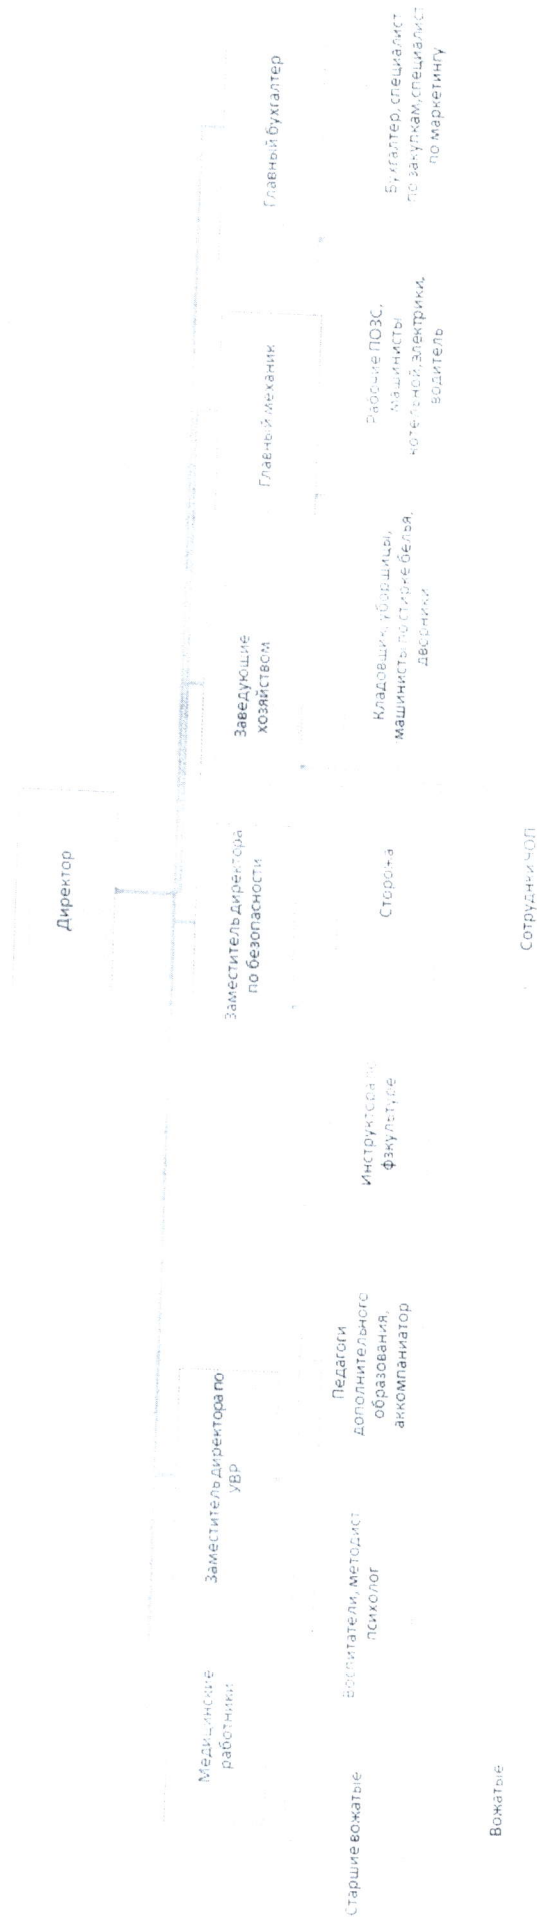 Директор
Медицинские
работники
Заместитель директора по
УВР
Заместитель директора
по безопасности
Заведующие
хозяйством
Главный механик
Главный бухгалтер
Старшие вожатые
Воспитатели, методист
психолог
Педагоги
дополнительного
образования,
аккомпаниатор
Инструктора по
фзкультуре
Сторожа
Кладовщик, уборщицы,
машинисты по стирке белья,
дворники
Рабочие ПОЗС,
машинисты
котельной, электрики,
водитель
Бухгалтер, специалист
по закупкам, специалист
по маркетингу
Вожатые
Сотрудники ЧОП